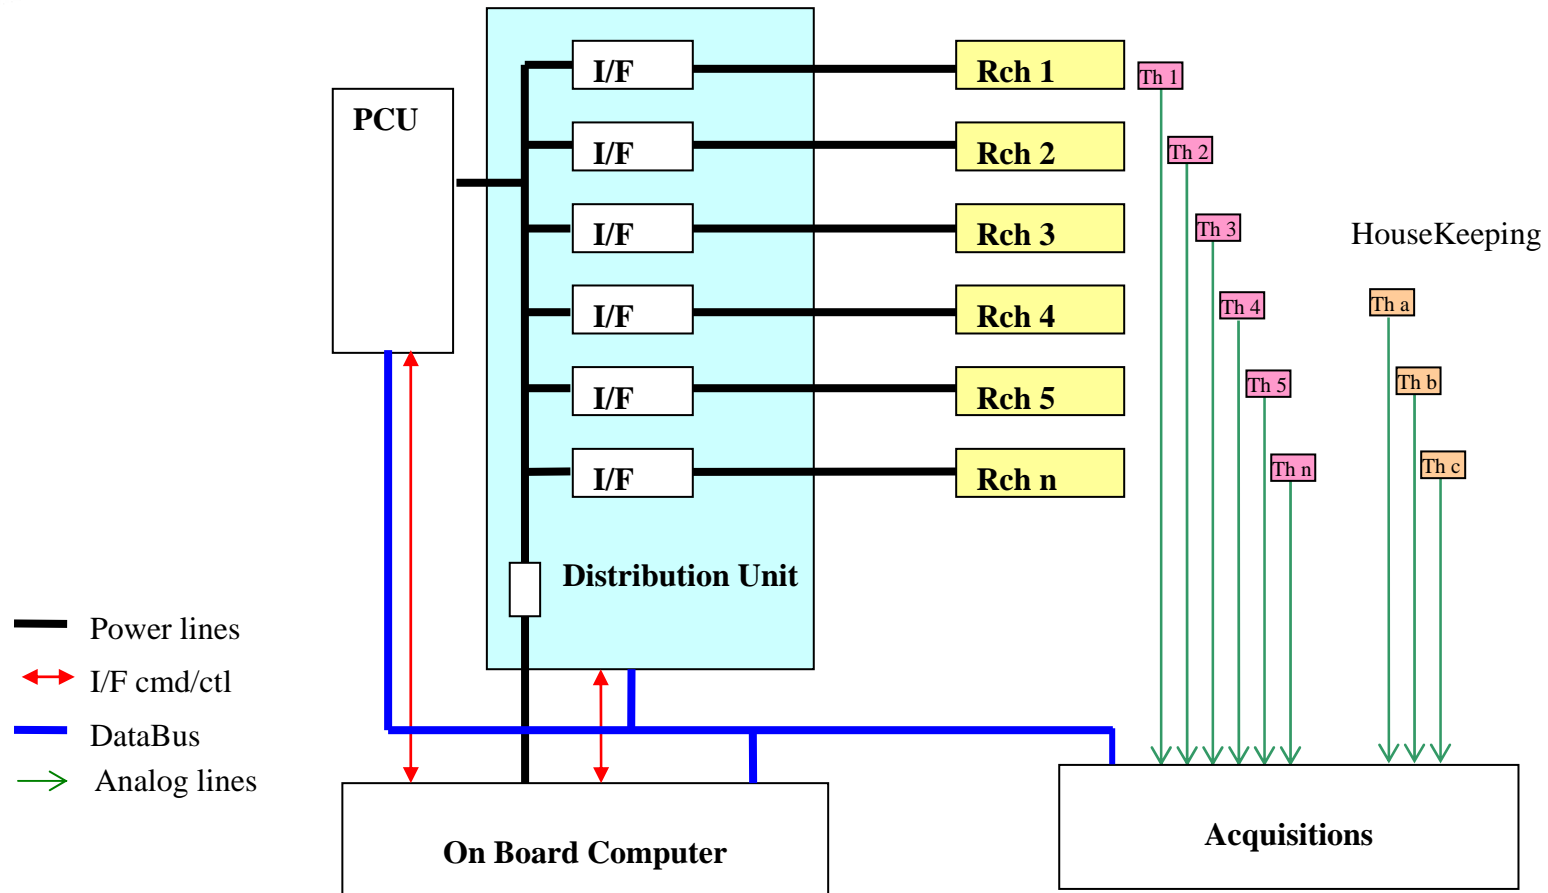 I/F
Rch 1
Th 1
PCU
I/F
Rch 2
Th 2
I/F
Rch 3
Th 3
HouseKeeping
I/F
Rch 4
Th 4
Th a
I/F
Rch 5
Th 5
Th b
I/F
Rch n
Th n
Th c
Distribution Unit
Power lines
I/F cmd/ctl
DataBus
Analog lines
On Board Computer
Acquisitions